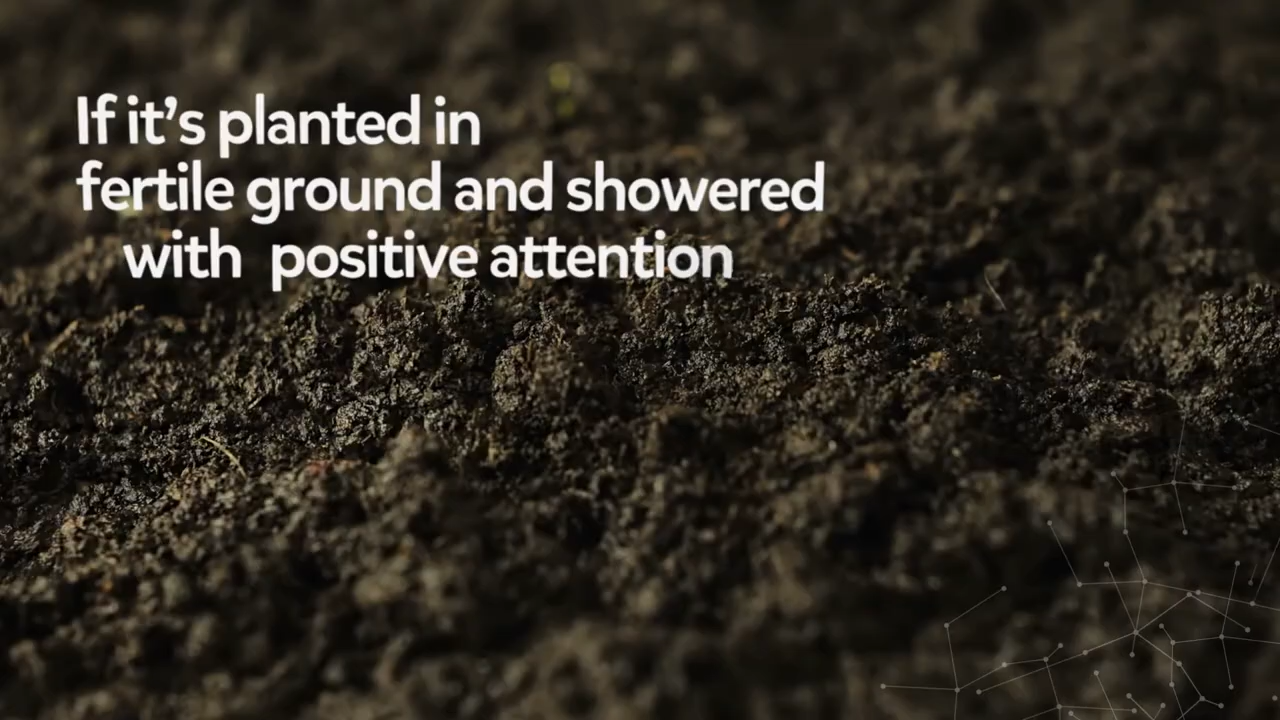 If it’s planted in
fertile ground and showered
with positive attention